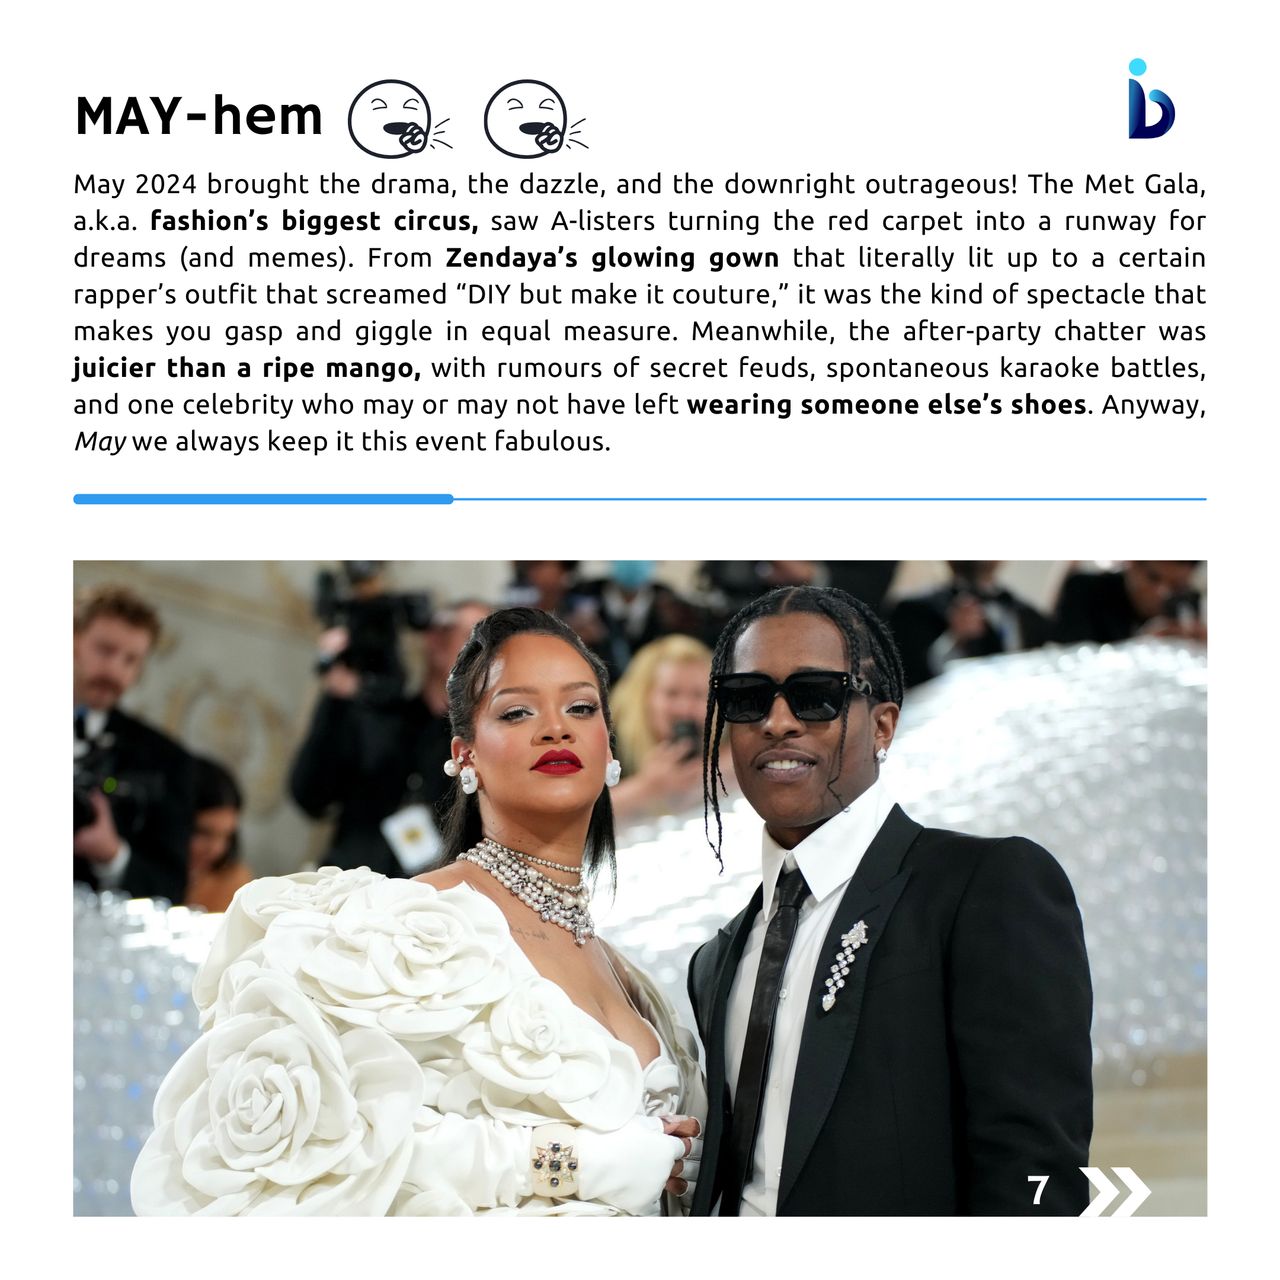 MAY-hem
May 2024 brought the drama, the dazzle, and the downright outrageous! The Met Gala,
a.k.a. fashion’s biggest circus, saw A-listers turning the red carpet into a runway for
dreams (and memes). From Zendaya’s glowing gown that literally lit up to a certain
rapper’s outfit that screamed “DIY but make it couture,” it was the kind of spectacle that
makes you gasp and giggle in equal measure. Meanwhile, the after-party chatter was
juicier than a ripe mango, with rumours of secret feuds, spontaneous karaoke battles,
and one celebrity who may or may not have left wearing someone else’s shoes. Anyway,
May we always keep it this event fabulous.
7